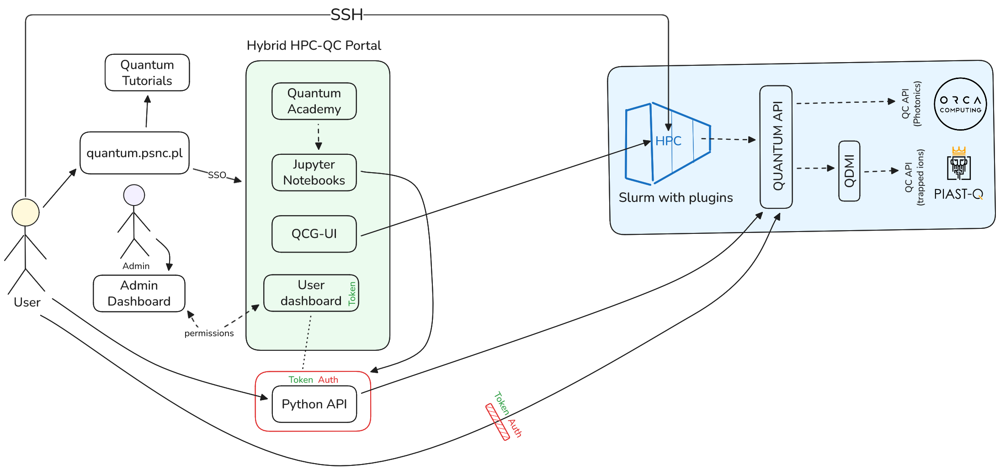 SSH
Hybrid HPC-QC Portal
Quantum
Tutorials
quantum.psnc.pl
SSO
Admin
Admin
Dashboard
User
permissions
Quantum
Academy
Jupyter
Notebooks
QCG-UI
User
dashboard
Token
Token Auth
Python API
Token
Auth
HPC
Slurm with plugins
QUANTUM API
QDMI
QC API
(Photonics)
ORCA
COMPUTING
QC API
(trapped ions)
PIAST-Q